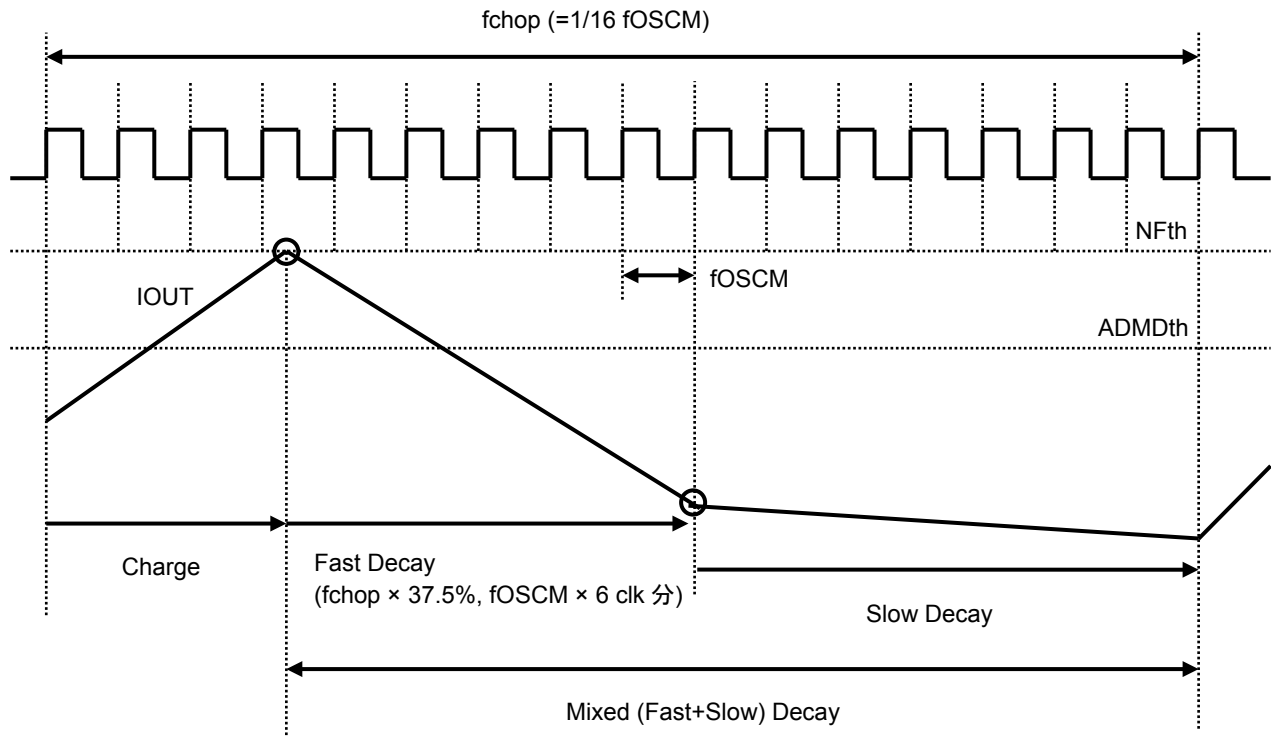 fchop (=1/16 fOSCM)
NFth
fOSCM
IOUT
ADMDth
Charge
Fast Decay
(fchop × 37.5%, fOSCM × 6 clk 分)
Slow Decay
Mixed (Fast+Slow) Decay